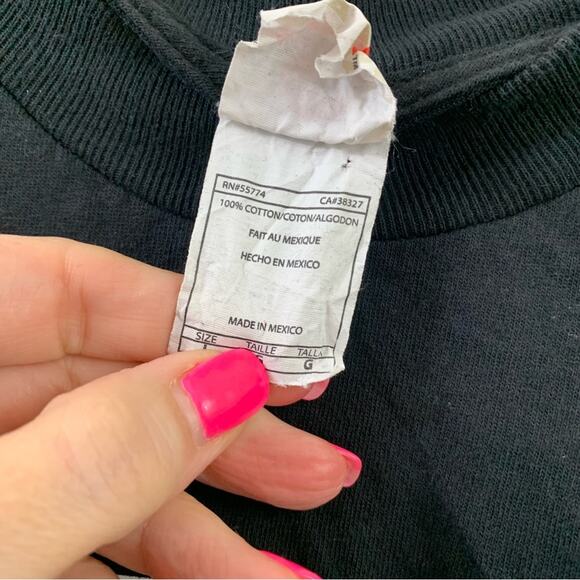 RN#55774 CA#38327
100% COTTON/COTON/ALGODON
FAIT AU MEXIQUE
HECHO EN MEXICO
MADE IN MEXICO
SIZE TAILLE TALLA
G